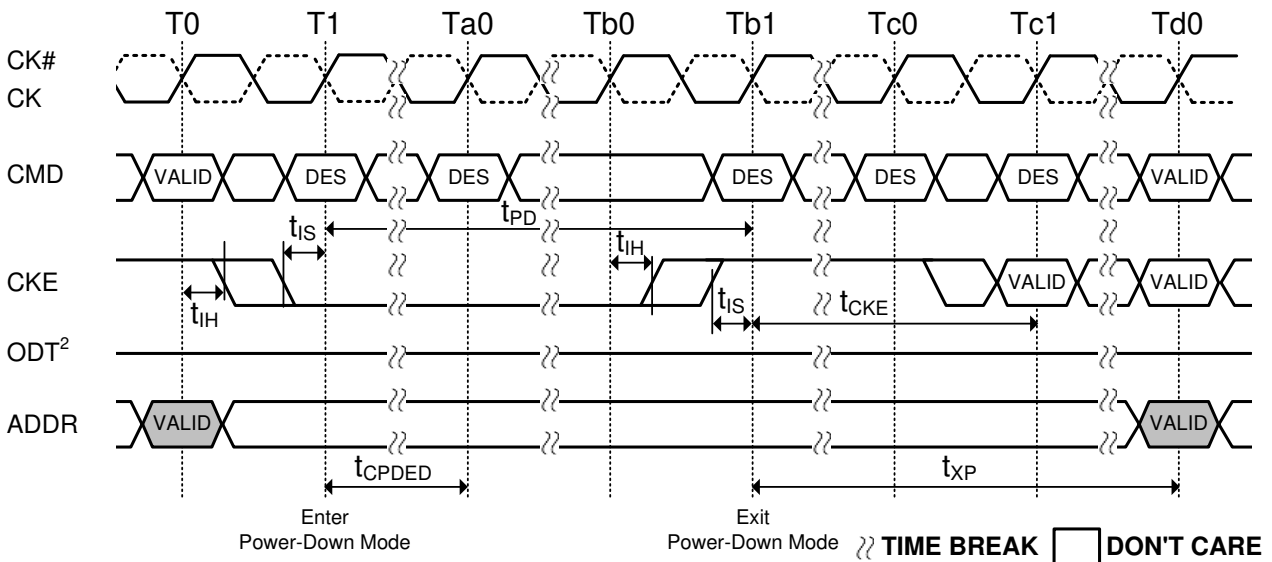 T0 T1 Ta0 Tb0 Tb1 Tc0 Tc1 Td0
CK#
CK
CMD VALID DES DES DES DES DES VALID
tPD
tIS
tIH
CKE VALID VALID
tIH
tIS
tCKE
ODT2
ADDR VALID VALID
tCPDED
tXP
Enter
Power-Down Mode
Exit
Power-Down Mode
TIME BREAK
DON'T CARE